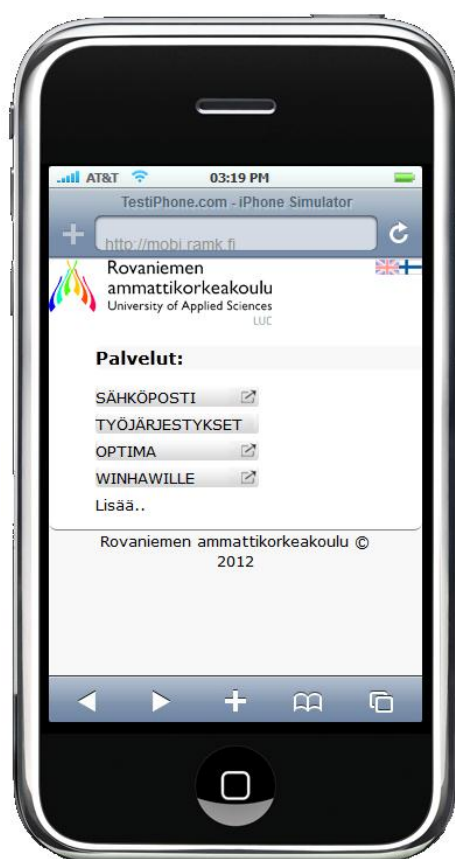 AT&T 03:19 PM
TestiPhone.com - iPhone Simulator
http://mobi.ramk.fi
Rovaniemen
ammattikorkeakoulu
University of Applied Sciences
LUC
Palvelut:
SÄHKÖPOSTI
TYÖJÄRJESTYKSET
OPTIMA
WINHAWILLE
Lisää..
Rovaniemen ammattikorkeakoulu ©
2012